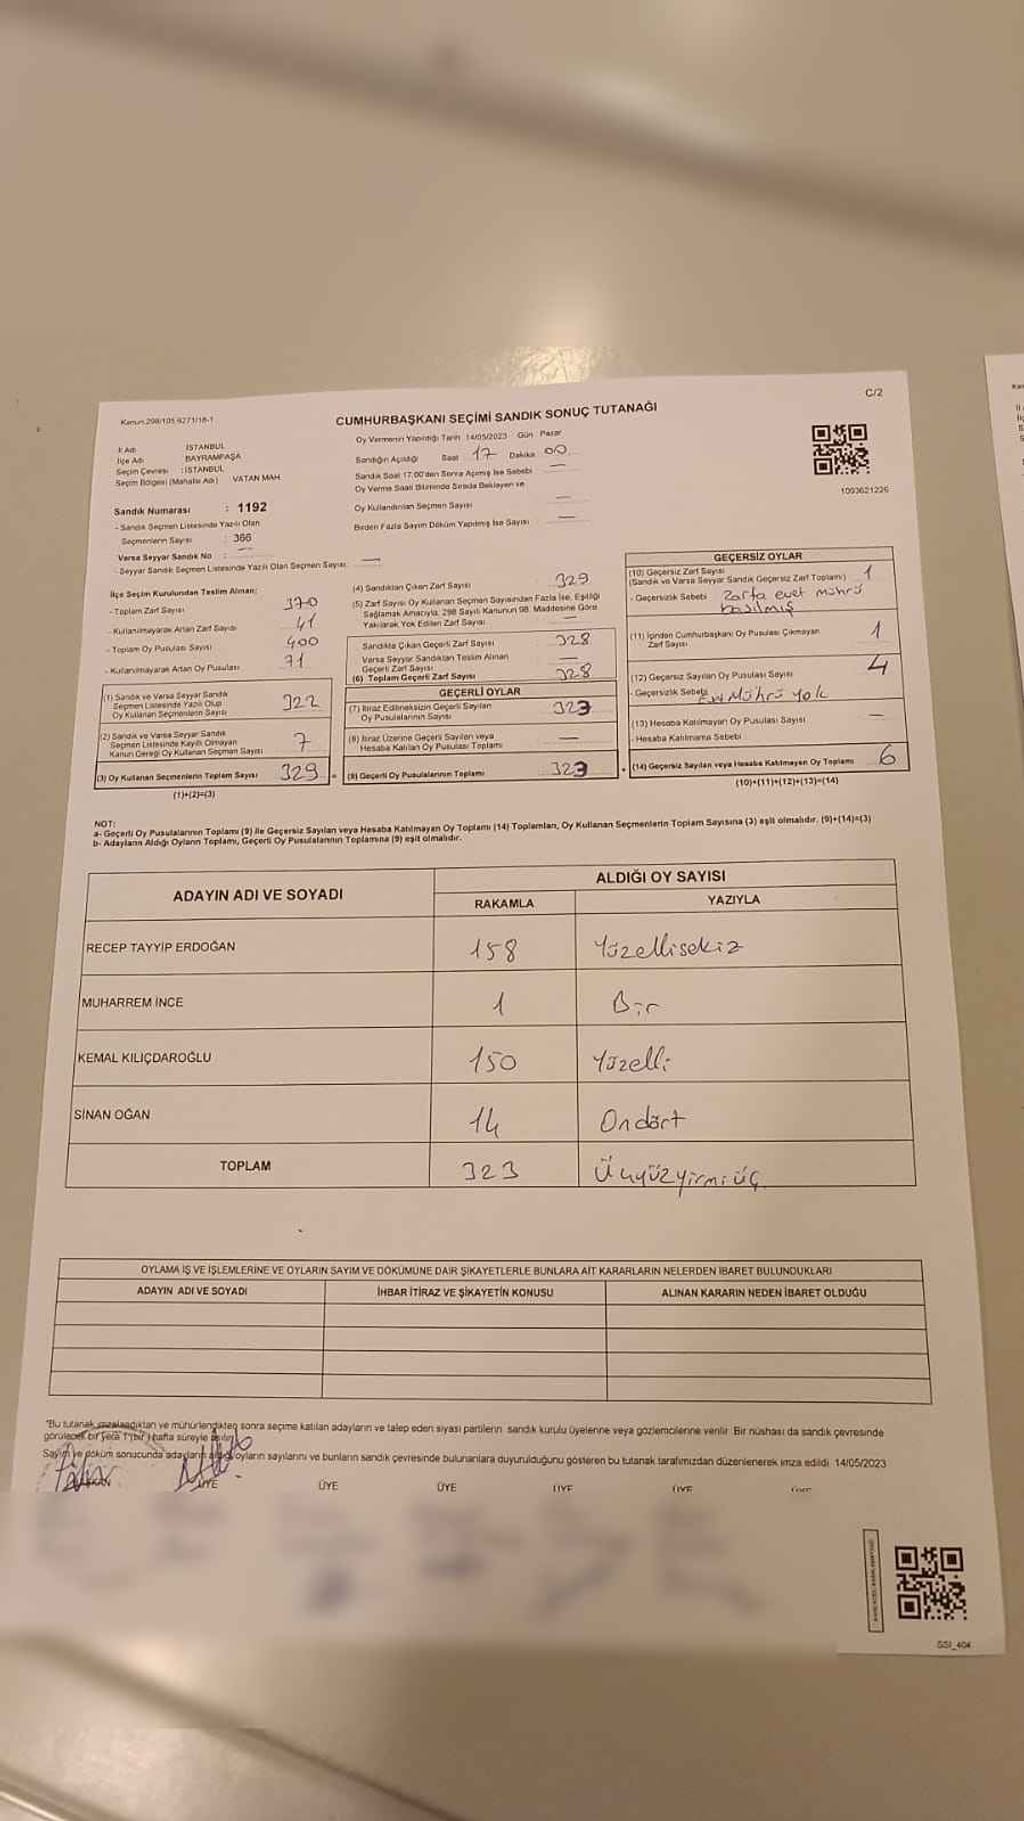 C/2
Kanun 298/105.6271/16-1
CUMHURBAŞKANI SEÇİMİ SANDIK SONUÇ TUTANAĞI
İl Adı : İSTANBUL
İlçe Adı : BAYRAMPAŞA
Seçim Çevresi : İSTANBUL
Seçim Bölgesi (Mahalle Adı) VATAN MAH
Sandık Numarası : 1192
- Sandık Seçmen Listesinde Yazılı Olan
Seçmenlerin Sayısı : 366
Varsa Seyyar Sandık No : —
- Seyyar Sandık Seçmen Listesinde Yazılı Olan Seçmen Sayısı: —
Oy Vermenin Yapıldığı Tarih 14/05/2023 Gün Pazar
Sandığın Açıldığı Saat 17 Dakika 00
Sandık Saat 17.00'den Sonra Açılmış İse Sebebi —
Oy Verme Saati Bitiminde Sırada Bekleyen ve
Oy Kullandırılan Seçmen Sayısı —
Birden Fazla Sayım Döküm Yapılmış İse Sayısı —
1093621226
İlçe Seçim Kurulundan Teslim Alınan;
- Toplam Zarf Sayısı 370
- Kullanılmayarak Artan Zarf Sayısı 41
- Toplam Oy Pusulası Sayısı 400
- Kullanılmayarak Artan Oy Pusulası 71
(1) Sandık ve Varsa Seyyar Sandık
Seçmen Listesinde Yazılı Olup
Oy Kullanan Seçmenlerin Sayısı 322
(2) Sandık ve Varsa Seyyar Sandık
Seçmen Listesinde Kayıtlı Olmayan
Kanun Gereği Oy Kullanan Seçmen Sayısı 7
(3) Oy Kullanan Seçmenlerin Toplam Sayısı 329
(1)+(2)=(3)
(4) Sandıktan Çıkan Zarf Sayısı 329
(5) Zarf Sayısı Oy Kullanan Seçmen Sayısından Fazla İse, Eşitliği
Sağlamak Amacıyla, 298 Sayılı Kanunun 98. Maddesine Göre
Yakılarak Yok Edilen Zarf Sayısı —
Sandıkta Çıkan Geçerli Zarf Sayısı 328
Varsa Seyyar Sandıktan Teslim Alınan
Geçerli Zarf Sayısı —
(6) Toplam Geçerli Zarf Sayısı 328
GEÇERLİ OYLAR
(7) İtiraz Edilmeksizin Geçerli Sayılan
Oy Pusulalarının Sayısı 323
(8) İtiraz Üzerine Geçerli Sayılan veya
Hesaba Katılan Oy Pusulası Toplamı —
(9) Geçerli Oy Pusulalarının Toplamı 323
GEÇERSİZ OYLAR
(10) Geçersiz Zarf Sayısı
(Sandık ve Varsa Seyyar Sandık Geçersiz Zarf Toplamı) 1
- Geçersizlik Sebebi Zarfa evet mührü
basılmış
(11) İçinden Cumhurbaşkanı Oy Pusulası Çıkmayan
Zarf Sayısı 1
(12) Geçersiz Sayılan Oy Pusulası Sayısı 4
- Geçersizlik Sebebi Evet Mührü Yok
(13) Hesaba Katılmayan Oy Pusulası Sayısı —
- Hesaba Katılmama Sebebi
(14) Geçersiz Sayılan veya Hesaba Katılmayan Oy Toplamı 6
(10)+(11)+(12)+(13)=(14)
NOT:
a- Geçerli Oy Pusulalarının Toplamı (9) ile Geçersiz Sayılan veya Hesaba Katılmayan Oy Toplamı (14) Toplamları, Oy Kullanan Seçmenlerin Toplam Sayısına (3) eşit olmalıdır. (9)+(14)=(3)
b- Adayların Aldığı Oyların Toplamı, Geçerli Oy Pusulalarının Toplamına (9) eşit olmalıdır.
ADAYIN ADI VE SOYADI ALDIĞI OY SAYISI
RAKAMLA YAZIYLA
RECEP TAYYİP ERDOĞAN 158 Yüzellisekiz
MUHARREM İNCE 1 Bir
KEMAL KILIÇDAROĞLU 150 Yüzelli
SİNAN OĞAN 14 Ondört
TOPLAM 323 Üçyüzyirmiüç
OYLAMA İŞ VE İŞLEMLERİNE VE OYLARIN SAYIM VE DÖKÜMÜNE DAİR ŞİKAYETLERLE BUNLARA AİT KARARLARIN NELERDEN İBARET BULUNDUKLARI
ADAYIN ADI VE SOYADI İHBAR İTİRAZ VE ŞİKAYETİN KONUSU ALINAN KARARIN NEDEN İBARET OLDUĞU
*Bu tutanak imzalandıktan ve mühürlendikten sonra seçime katılan adayların ve talep eden siyasi partilerin sandık kurulu üyelerine veya gözlemcilerine verilir. Bir nüshası da sandık çevresinde
görülecek bir yere 1 (bir) hafta süreyle asılır.
Sayım ve döküm sonucunda adayların aldığı oyların sayılarını ve bunların sandık çevresinde bulunanlara duyurulduğunu gösteren bu tutanak tarafımızdan düzenlenerek imza edildi. 14/05/2023
BAŞKAN ÜYE ÜYE ÜYE ÜYE ÜYE
SSI_404